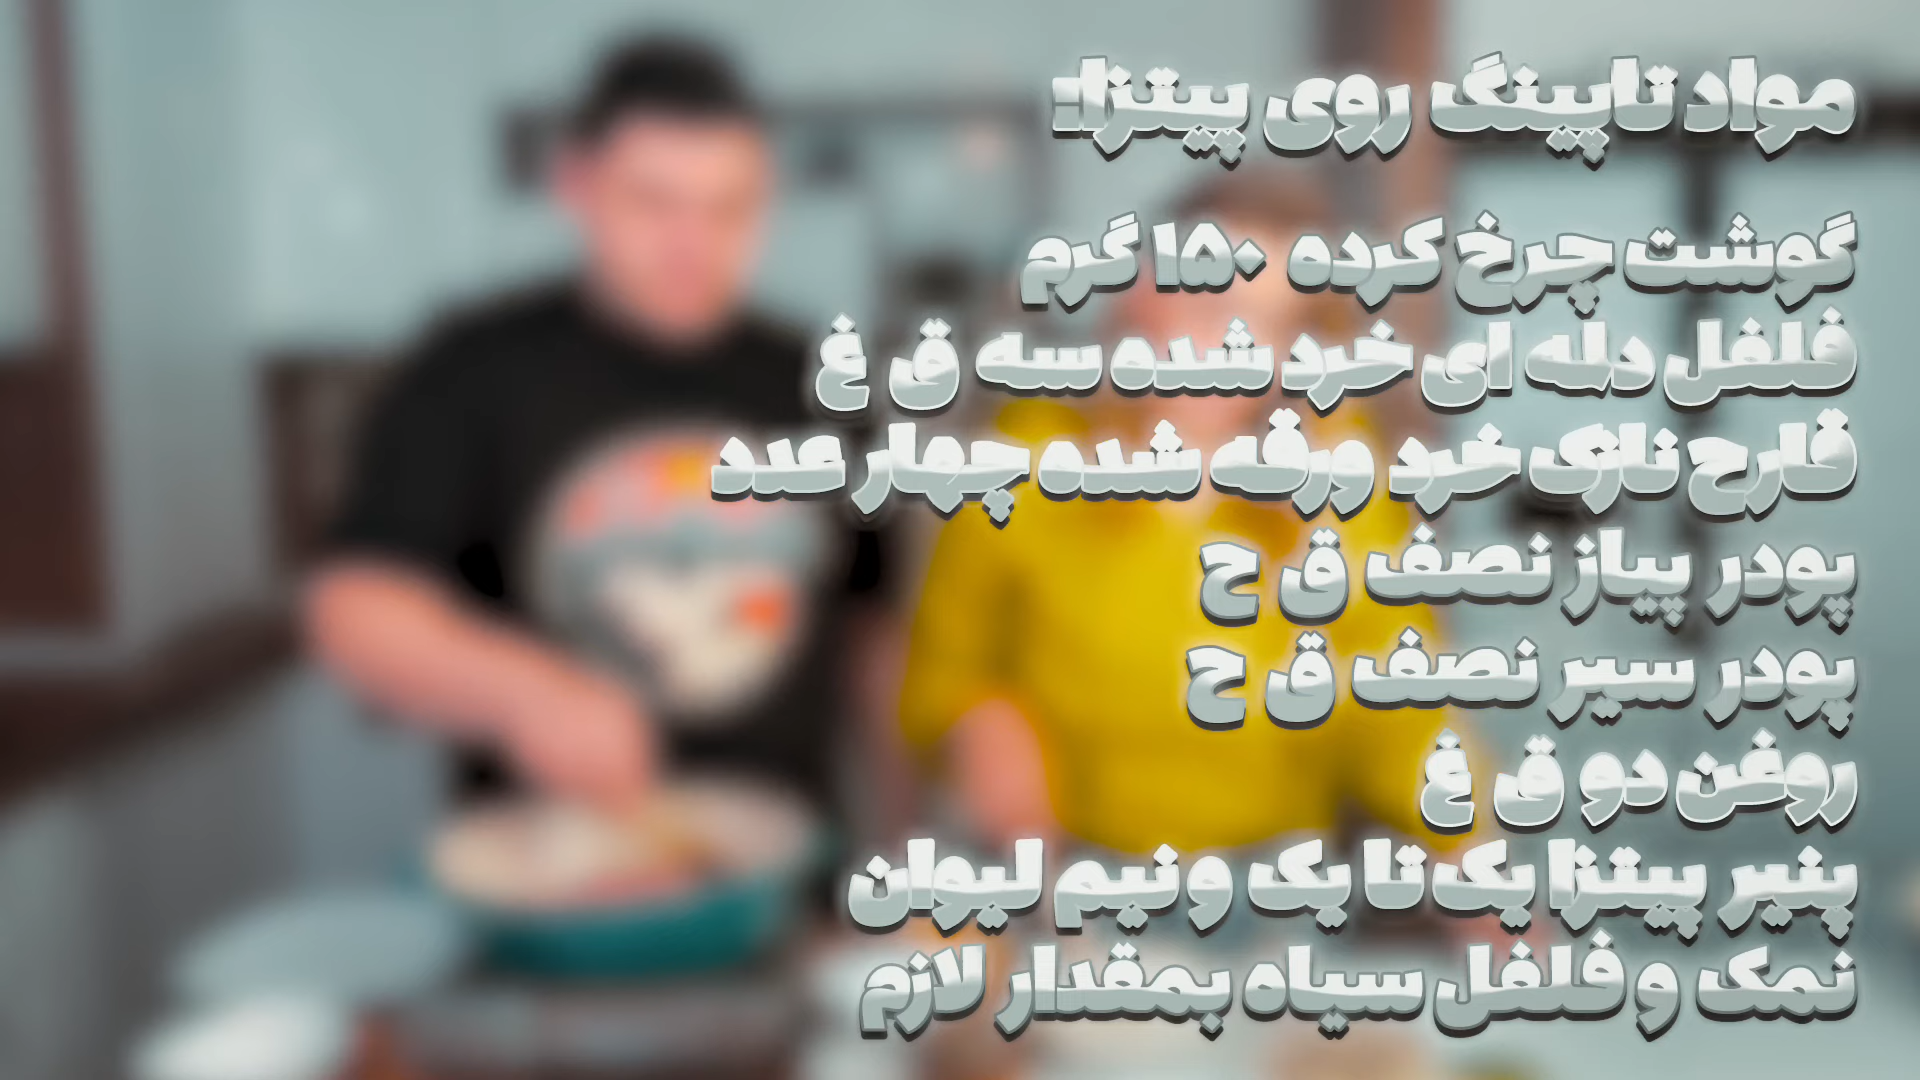 مواد تاپینگ روی پیتزا:
گوشت چرخ کرده ۱۵۰ گرم
فلفل دلمه ای خرد شده سه ق غ
قارچ نازک خرد ورقه شده چهار عدد
پودر پیاز نصف ق ح
پودر سیر نصف ق ح
روغن دو ق غ
پنیر پیتزا یک تا یک و نیم لیوان
نمک و فلفل سیاه بمقدار لازم